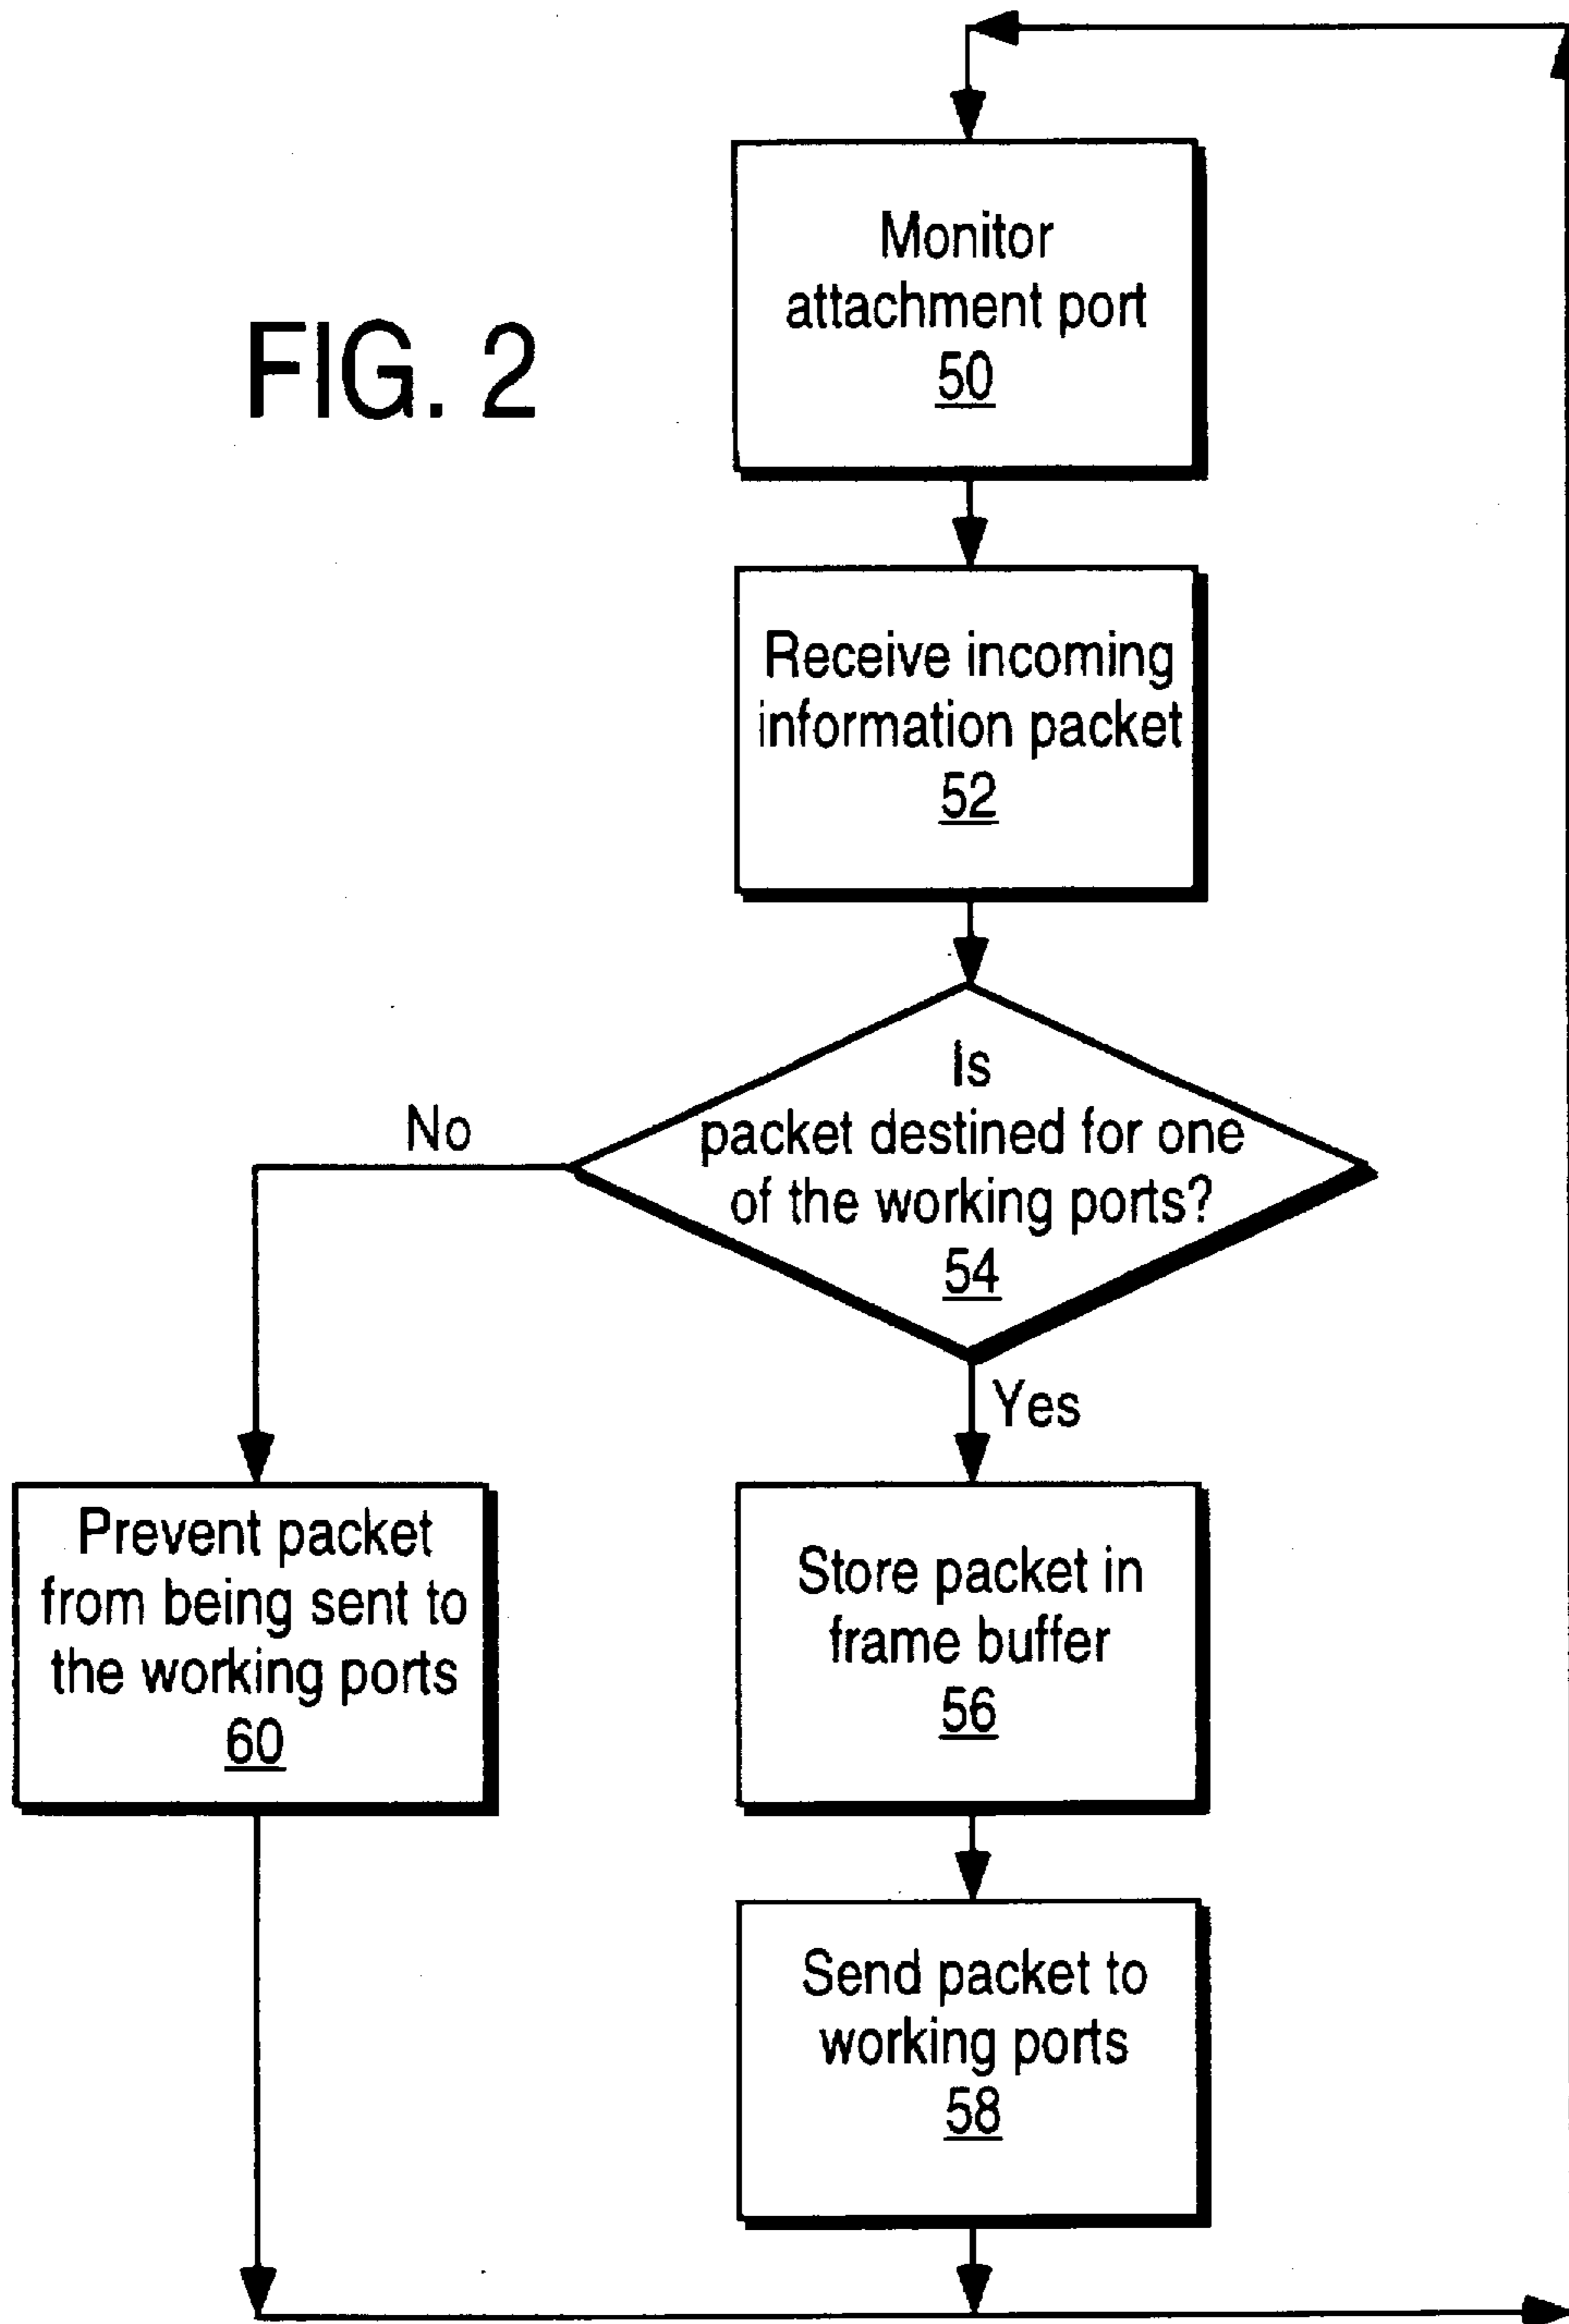 FIG. 2
Monitor
attachment port
50
Receive incoming
information packet
52
Is
packet destined for one
of the working ports?
54
No
Yes
Prevent packet
from being sent to
the working ports
60
Store packet in
frame buffer
56
Send packet to
working ports
58